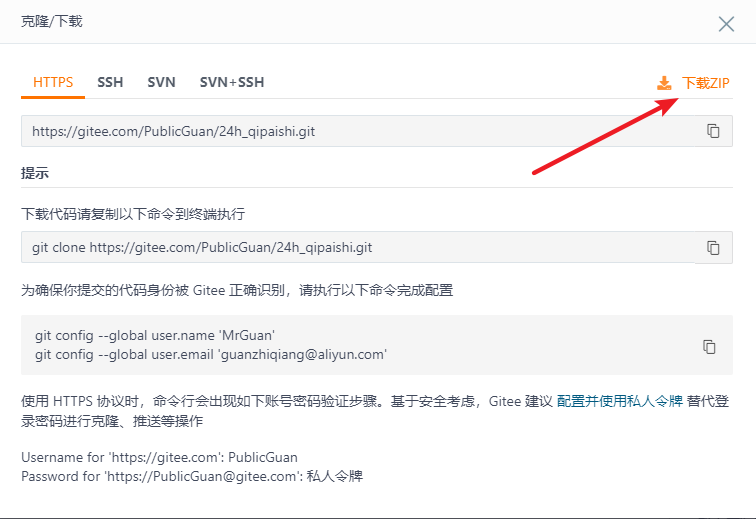 克隆/下载
HTTPS SSH SVN SVN+SSH 下载ZIP
https://gitee.com/PublicGuan/24h_qipaishi.git
提示
下载代码请复制以下命令到终端执行
git clone https://gitee.com/PublicGuan/24h_qipaishi.git
为确保你提交的代码身份被 Gitee 正确识别，请执行以下命令完成配置
git config --global user.name 'MrGuan'
git config --global user.email 'guanzhiqiang@aliyun.com'
使用 HTTPS 协议时，命令行会出现如下账号密码验证步骤。基于安全考虑，Gitee 建议 配置并使用私人令牌 替代登
录密码进行克隆、推送等操作
Username for 'https://gitee.com': PublicGuan
Password for 'https://PublicGuan@gitee.com': 私人令牌